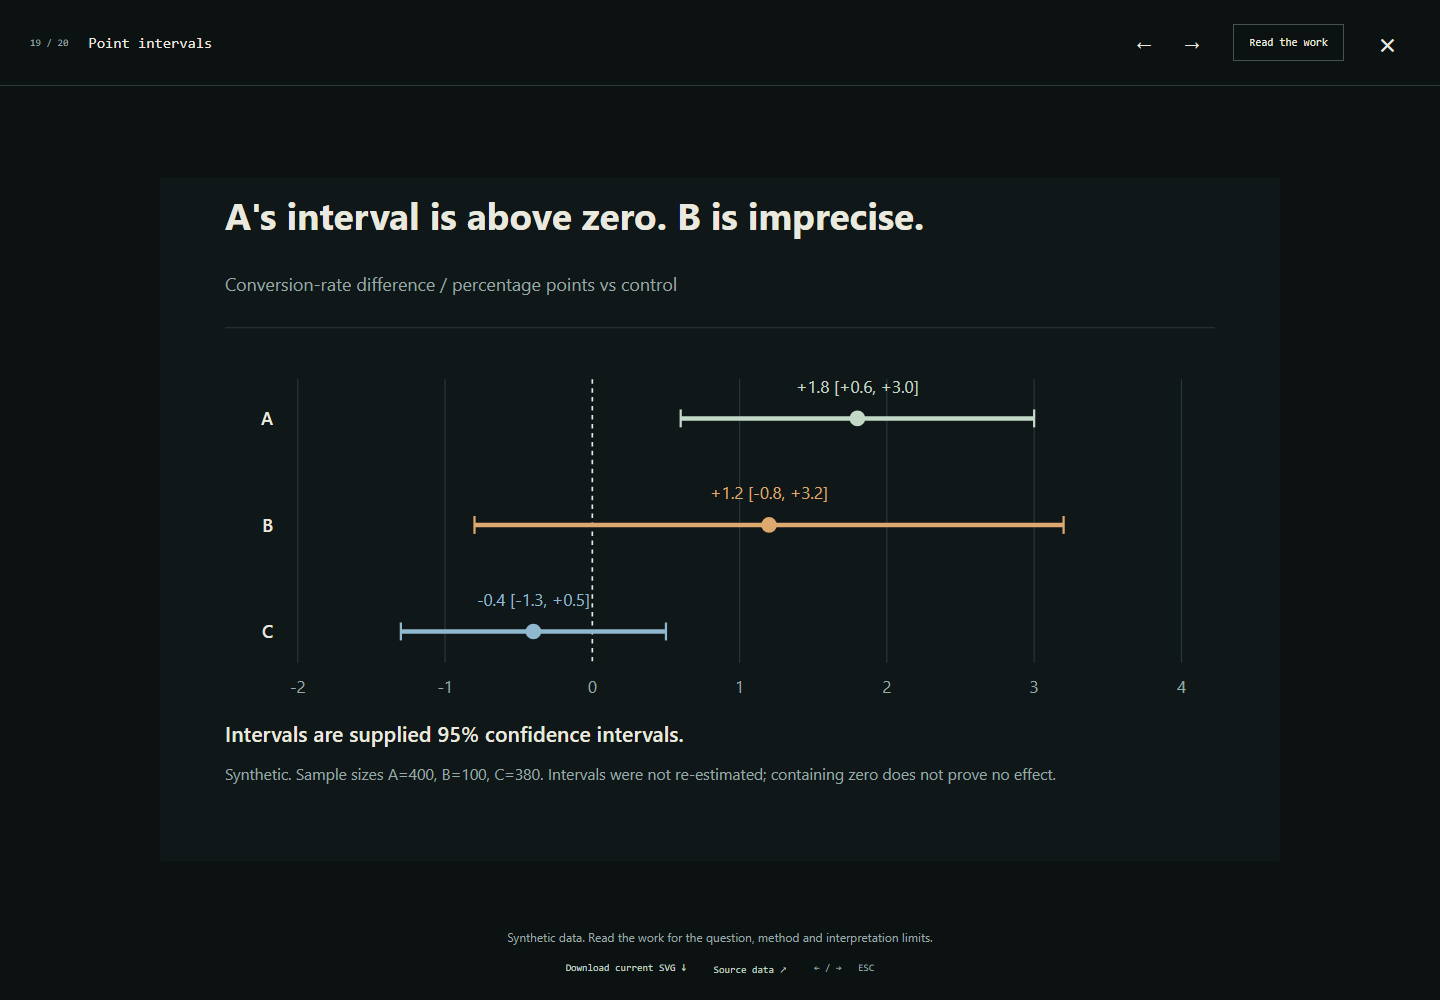 19 / 20 Point intervals ← → Read the work ✕
A's interval is above zero. B is imprecise.
Conversion-rate difference / percentage points vs control
+1.8 [+0.6, +3.0]
A
+1.2 [-0.8, +3.2]
B
-0.4 [-1.3, +0.5]
C
-2 -1 0 1 2 3 4
Intervals are supplied 95% confidence intervals.
Synthetic. Sample sizes A=400, B=100, C=380. Intervals were not re-estimated; containing zero does not prove no effect.
Synthetic data. Read the work for the question, method and interpretation limits.
Download current SVG ↓ Source data ↗ ← / → ESC